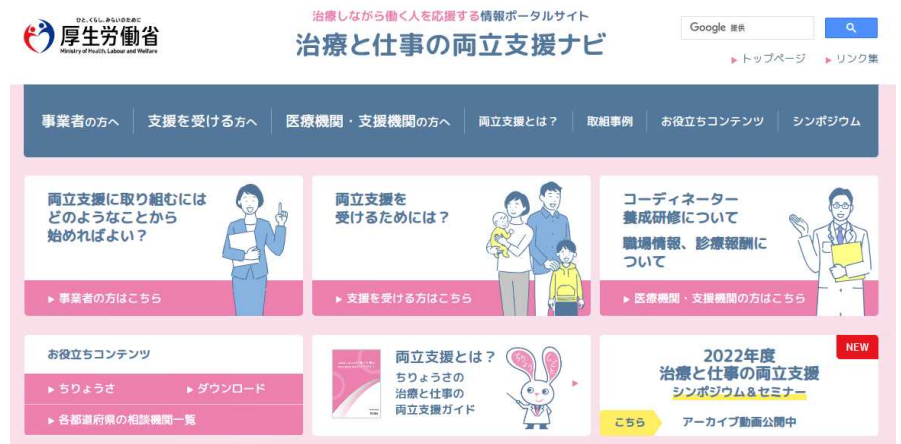 ひと、くらし、みらいのために
厚生労働省
Ministry of Health, Labour and Welfare
治療しながら働く人を応援する情報ポータルサイト
治療と仕事の両立支援ナビ
Google 提供
トップページ
リンク集
事業者の方へ
支援を受ける方へ
医療機関・支援機関の方へ
両立支援とは？
取組事例
お役立ちコンテンツ
シンポジウム
両立支援に取り組むには
どのようなことから
始めればよい？
事業者の方はこちら
両立支援を
受けるためには？
支援を受ける方はこちら
コーディネーター
養成研修について
職場情報、診療報酬に
ついて
医療機関・支援機関の方はこちら
お役立ちコンテンツ
ちりょうさ
ダウンロード
各都道府県の相談機関一覧
両立支援とは？
ちりょうさの
治療と仕事の
両立支援ガイド
NEW
2022年度
治療と仕事の両立支援
シンポジウム＆セミナー
こちら
アーカイブ動画公開中